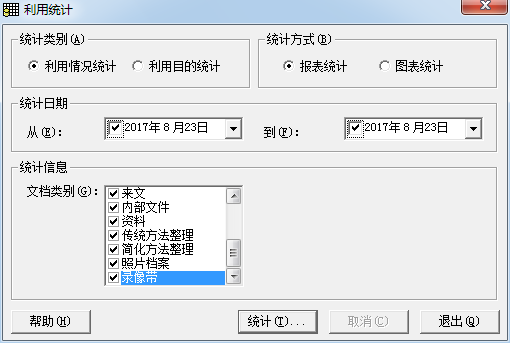 利用统计
统计类别(A)
利用情况统计 利用目的统计
统计方式(B)
报表统计 图表统计
统计日期
从(E): 2017年 8 月23日 到(F): 2017年 8 月23日
统计信息
文档类别(G):
来文
内部文件
资料
传统方法整理
简化方法整理
照片档案
录像带
帮助(H) 统计(T)... 取消(C) 退出(Q)